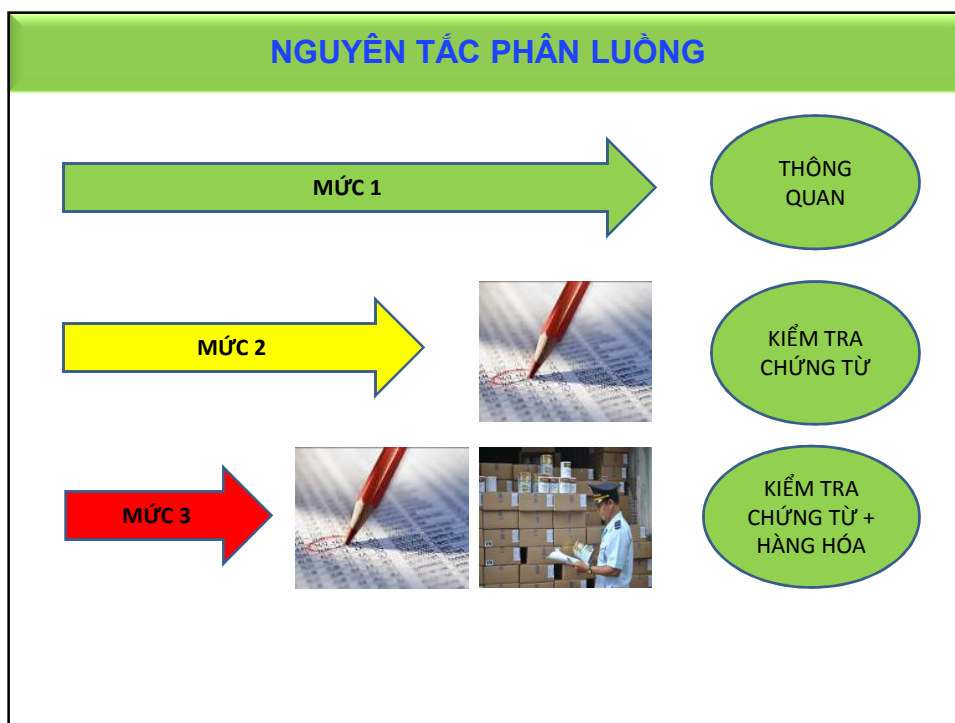 NGUYÊN TẮC PHÂN LUỒNG
MỨC 1
THÔNG
QUAN
MỨC 2
KIỂM TRA
CHỨNG TỪ
MỨC 3
KIỂM TRA
CHỨNG TỪ +
HÀNG HÓA